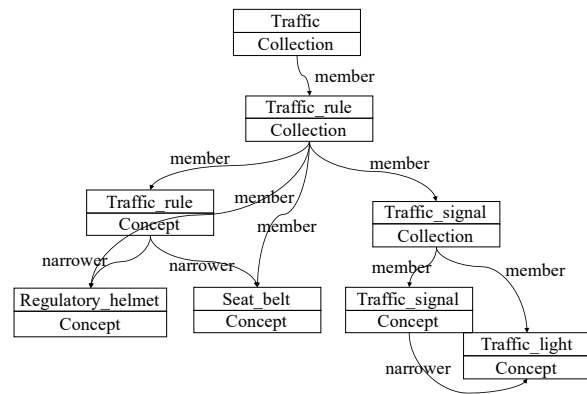 Traffic
Collection
member
Traffic_rule
Collection
member
member
member
member
Traffic_rule
Concept
Traffic_signal
Collection
narrower
narrower
member
member
Regulatory_helmet
Concept
Seat_belt
Concept
Traffic_signal
Concept
Traffic_light
Concept
narrower